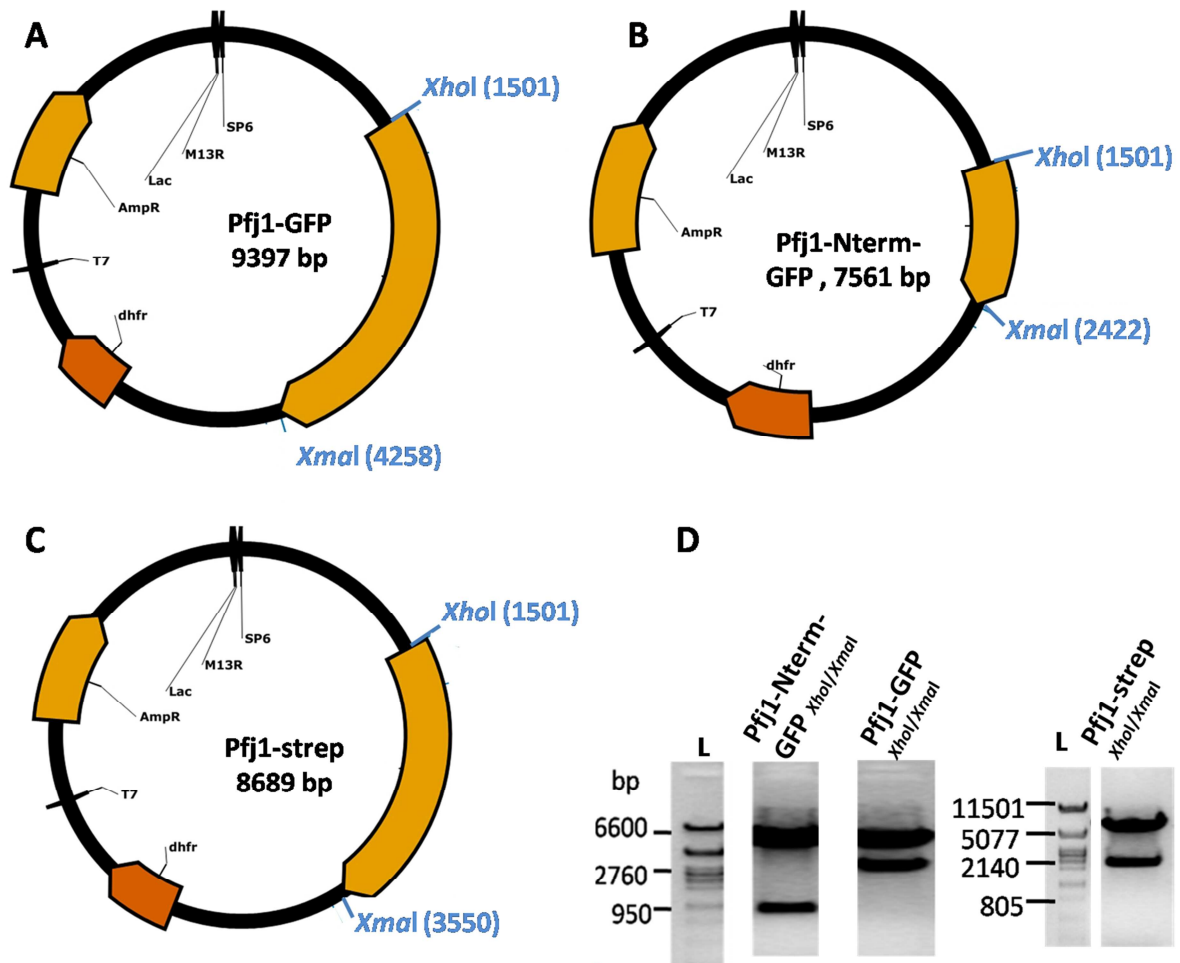 A
XhoI (1501)
SP6
M13R
Lac
AmpR
Pfj1-GFP
9397 bp
T7
dhfr
XmaI (4258)
B
SP6
M13R
XhoI (1501)
Lac
AmpR
Pfj1-Nterm-
GFP , 7561 bp
T7
XmaI (2422)
dhfr
C
XhoI (1501)
SP6
M13R
Lac
AmpR
Pfj1-strep
8689 bp
T7
dhfr
XmaI (3550)
D
L
Pfj1-Nterm-
GFP XhoI/XmaI
Pfj1-GFP
XhoI/XmaI
bp
6600
2760
950
L
Pfj1-strep
XhoI/XmaI
11501
5077
2140
805